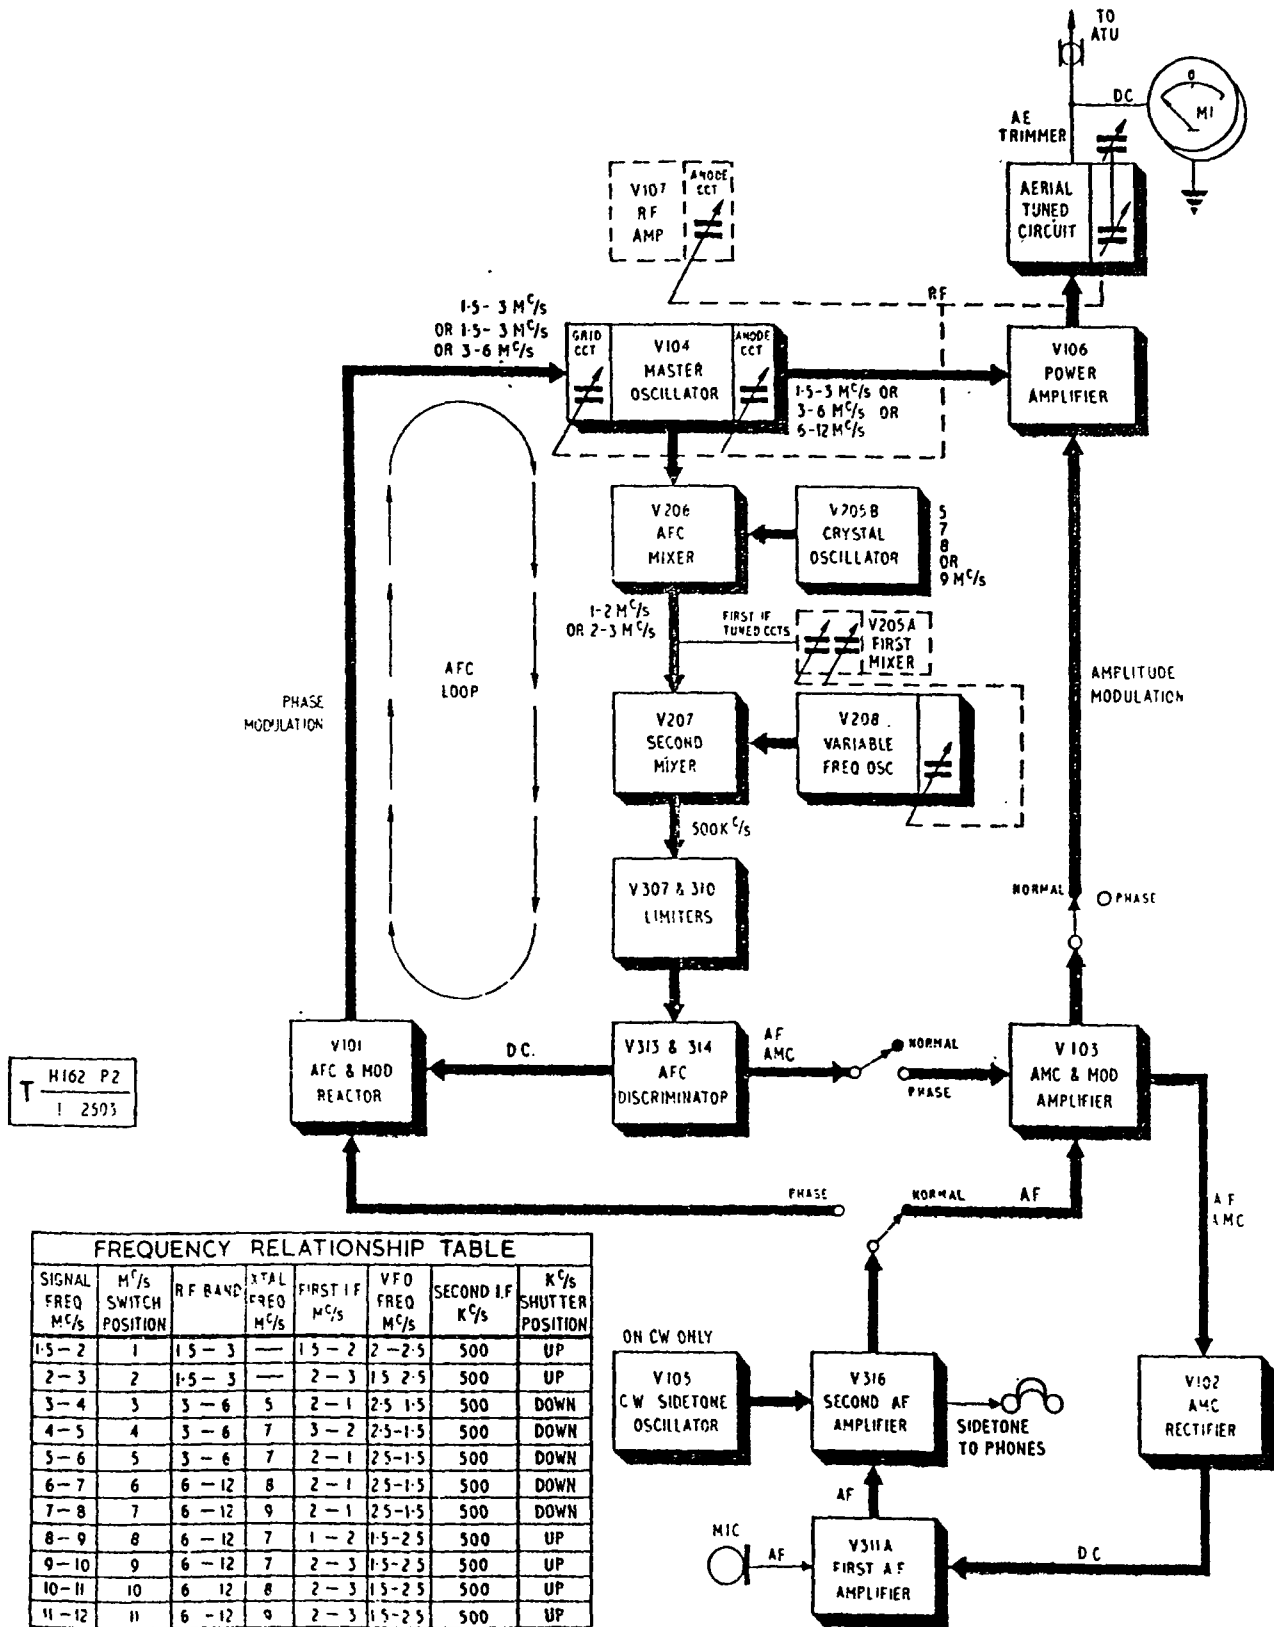 TO
ATU
DC
0
M1
AE
TRIMMER
AERIAL
TUNED
CIRCUIT
V107
RF
AMP
ANODE
CCT
RF
1·5- 3 Mc/s
OR 1·5- 3 Mc/s
OR 3-6 Mc/s
GRID
CCT
V104
MASTER
OSCILLATOR
ANODE
CCT
V106
POWER
AMPLIFIER
1·5-3 Mc/s OR
3-6 Mc/s OR
6-12 Mc/s
V206
AFC
MIXER
V205B
CRYSTAL
OSCILLATOR
5
7
8
OR
9 Mc/s
1-2 Mc/s
OR 2-3 Mc/s
FIRST IF
TUNED CCTS
V205A
FIRST
MIXER
AFC
LOOP
PHASE
MODULATION
AMPLITUDE
MODULATION
V207
SECOND
MIXER
V208
VARIABLE
FREQ OSC
500 Kc/s
V307 & 310
LIMITERS
NORMAL
PHASE
V101
AFC & MOD
REACTOR
DC.
V313 & 314
AFC
DISCRIMINATOR
AF
AMC
NORMAL
PHASE
V103
AMC & MOD
AMPLIFIER
T H162 P2
1 2503
PHASE
NORMAL
AF
AF
AMC
FREQUENCY RELATIONSHIP TABLE
SIGNAL FREQ Mc/s Mc/s SWITCH POSITION RF BAND XTAL FREQ Mc/s FIRST I F Mc/s VFO FREQ Mc/s SECOND I.F Kc/s Kc/s SHUTTER POSITION
1·5-2 1 1 5 - 3 — 1 5 - 2 2 -2·5 500 UP
2-3 2 1·5- 3 — 2 - 3 1 5 2·5 500 UP
3-4 3 3 - 6 5 2 - 1 2·5 1·5 500 DOWN
4-5 4 3 - 6 7 3 - 2 2·5-1·5 500 DOWN
5-6 5 3 - 6 7 2 - 1 2 5-1·5 500 DOWN
6-7 6 6 - 12 8 2 - 1 2 5-1·5 500 DOWN
7-8 7 6 - 12 9 2 - 1 2 5-1·5 500 DOWN
8-9 8 6 - 12 7 1 - 2 1·5-2 5 500 UP
9-10 9 6 - 12 7 2 - 3 1·5-2 5 500 UP
10-11 10 6 12 8 2 - 3 1 5-2 5 500 UP
11-12 11 6 -12 9 2 - 3 1 5-2 5 500 UP
ON CW ONLY
V105
CW SIDETONE
OSCILLATOR
V316
SECOND AF
AMPLIFIER
SIDETONE
TO PHONES
V102
AMC
RECTIFIER
AF
MIC
AF
V311A
FIRST A F
AMPLIFIER
DC